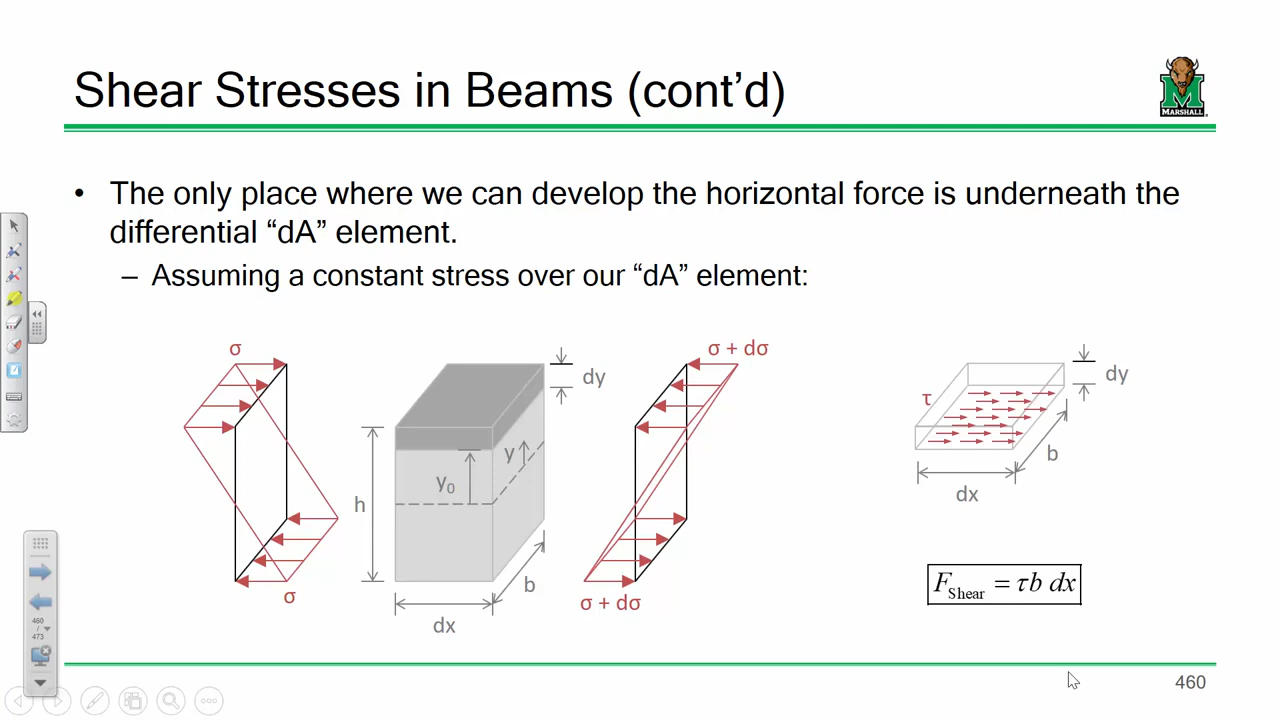 Shear Stresses in Beams (cont’d)
MARSHALL
• The only place where we can develop the horizontal force is underneath the
differential “dA” element.
– Assuming a constant stress over our “dA” element:
σ
σ + dσ
dy
dy
τ
y
y₀
h
b
dx
b
σ
σ + dσ
dx
F_Shear = τb dx
460
/
473
460